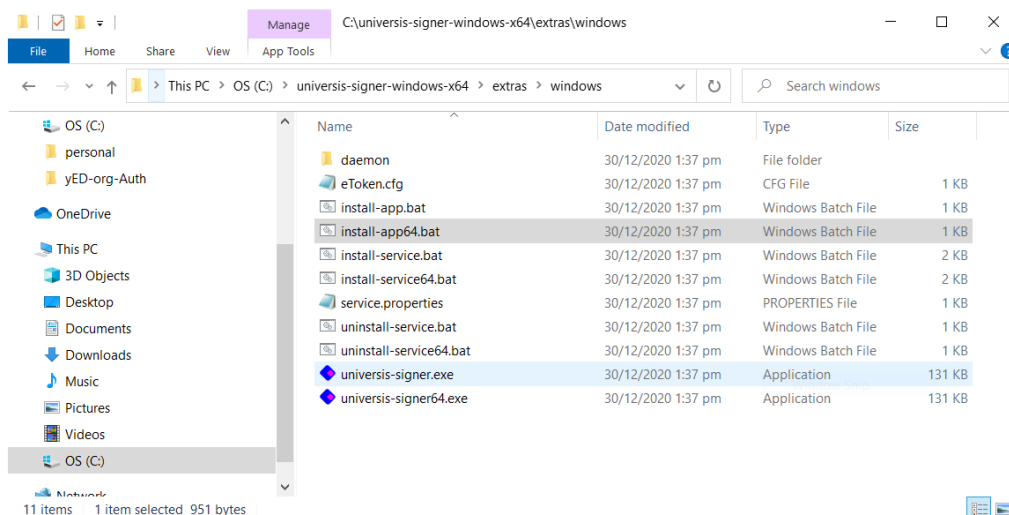 Manage C:\universis-signer-windows-x64\extras\windows
File Home Share View App Tools
This PC > OS (C:) > universis-signer-windows-x64 > extras > windows Search windows
OS (C:)
personal
yED-org-Auth
OneDrive
This PC
3D Objects
Desktop
Documents
Downloads
Music
Pictures
Videos
OS (C:)
Network
Name Date modified Type Size
daemon 30/12/2020 1:37 pm File folder
eToken.cfg 30/12/2020 1:37 pm CFG File 1 KB
install-app.bat 30/12/2020 1:37 pm Windows Batch File 1 KB
install-app64.bat 30/12/2020 1:37 pm Windows Batch File 1 KB
install-service.bat 30/12/2020 1:37 pm Windows Batch File 2 KB
install-service64.bat 30/12/2020 1:37 pm Windows Batch File 2 KB
service.properties 30/12/2020 1:37 pm PROPERTIES File 1 KB
uninstall-service.bat 30/12/2020 1:37 pm Windows Batch File 1 KB
uninstall-service64.bat 30/12/2020 1:37 pm Windows Batch File 1 KB
universis-signer.exe 30/12/2020 1:37 pm Application 131 KB
universis-signer64.exe 30/12/2020 1:37 pm Application 131 KB
11 items 1 item selected 951 bytes